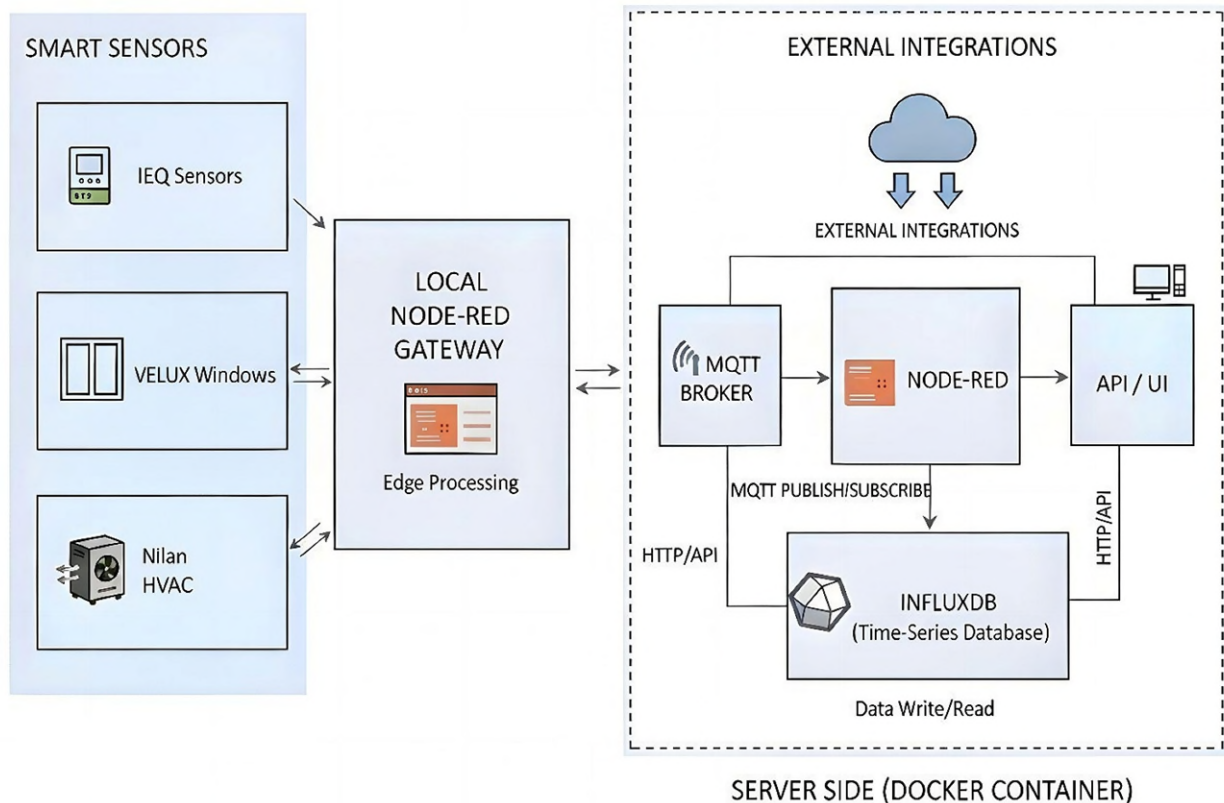 SMART SENSORS
IEQ Sensors
VELUX Windows
Nilan
HVAC
LOCAL
NODE-RED
GATEWAY
Edge Processing
EXTERNAL INTEGRATIONS
EXTERNAL INTEGRATIONS
MQTT
BROKER
NODE-RED
API / UI
MQTT PUBLISH/SUBSCRIBE
HTTP/API
HTTP/API
INFLUXDB
(Time-Series Database)
Data Write/Read
SERVER SIDE (DOCKER CONTAINER)